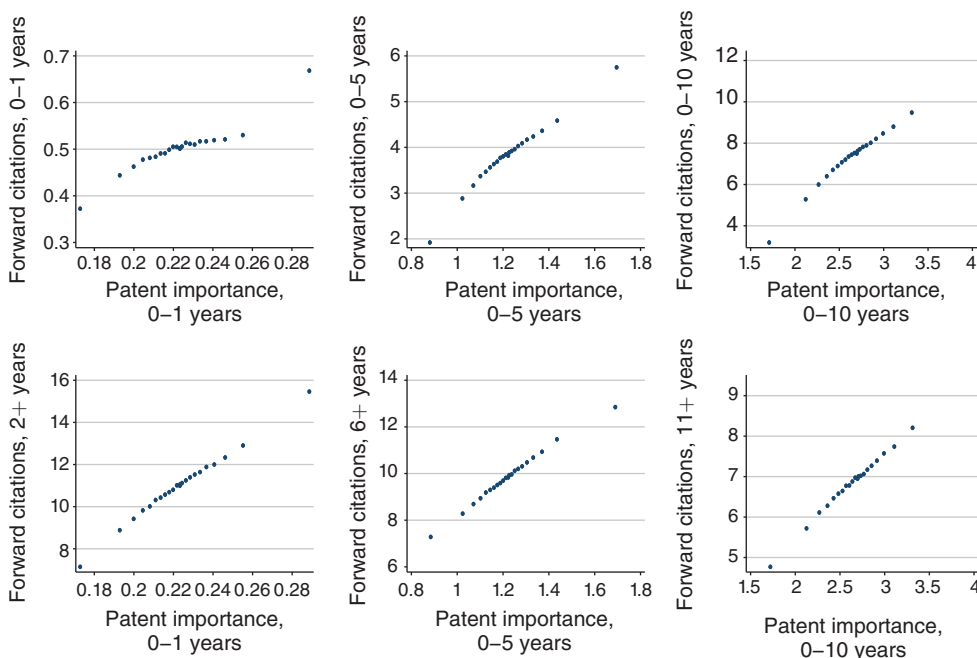 Forward citations, 0–1 years
0.7
0.6
0.5
0.4
0.3
0.18 0.2 0.22 0.24 0.26 0.28
Patent importance,
0–1 years
Forward citations, 0–5 years
6
5
4
3
2
0.8 1 1.2 1.4 1.6 1.8
Patent importance,
0–5 years
Forward citations, 0–10 years
12
10
8
6
4
1.5 2 2.5 3 3.5 4
Patent importance,
0–10 years
Forward citations, 2+ years
16
14
12
10
8
0.18 0.2 0.22 0.24 0.26 0.28
Patent importance,
0–1 years
Forward citations, 6+ years
14
12
10
8
6
0.8 1 1.2 1.4 1.6 1.8
Patent importance,
0–5 years
Forward citations, 11+ years
9
8
7
6
5
1.5 2 2.5 3 3.5 4
Patent importance,
0–10 years